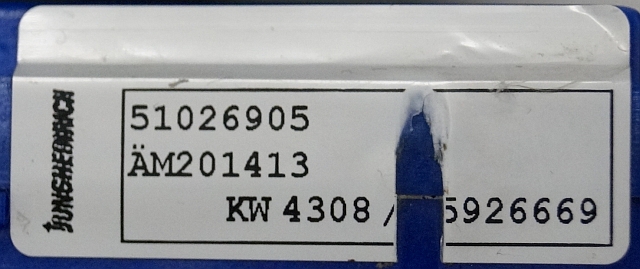 JUNGHEINRICH
51026905
ÄM201413
KW 4308 / 5926669